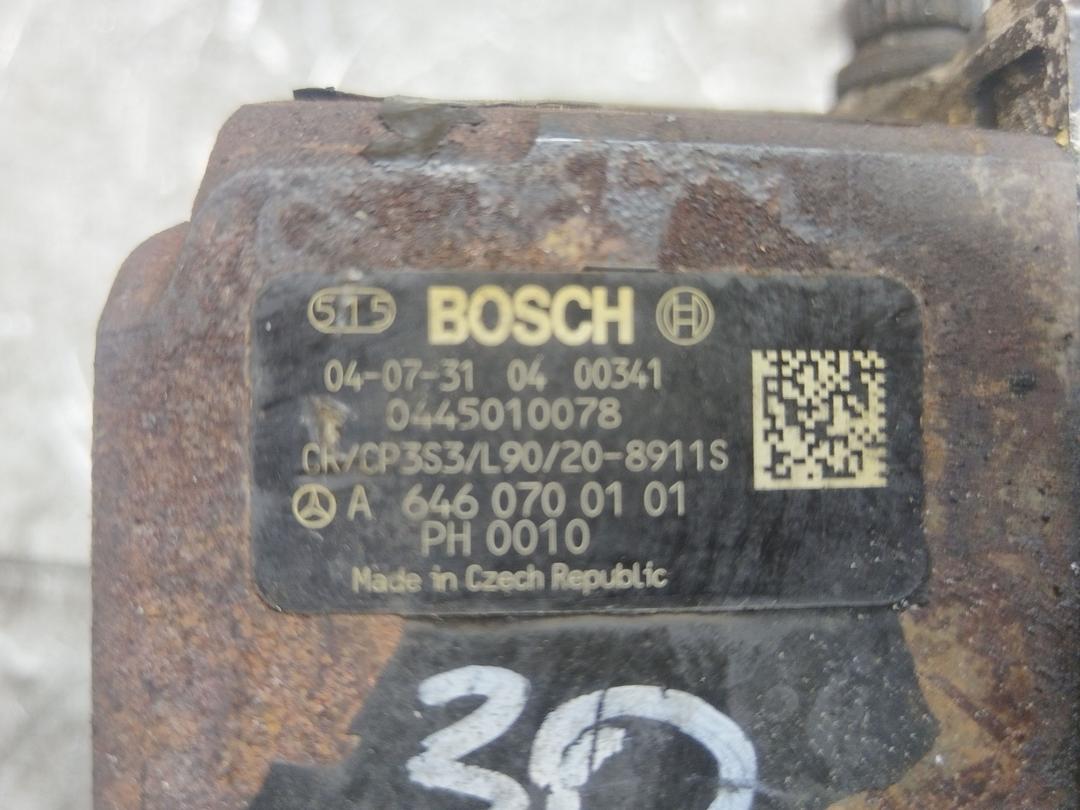 515 BOSCH
04-07-31 04 00341
0445010078
CR/CP3S3/L90/20-8911S
A 646 070 01 01
PH 0010
Made in Czech Republic
30